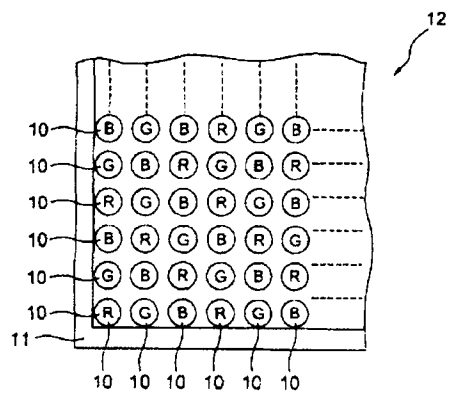 12
10 B G B R G B
10 G B R G B R
10 R G B R G B
10 B R G B R G
10 G B R G B R
10 R G B R G B
11
10 10 10 10 10 10